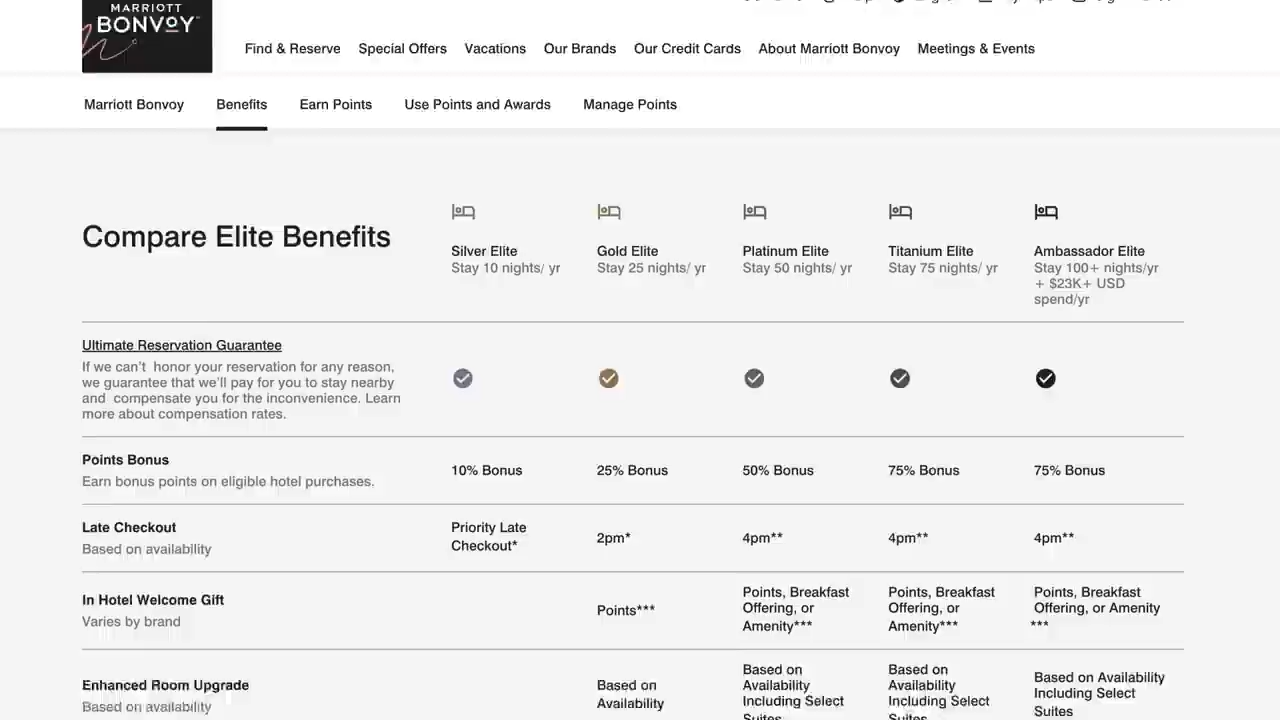 MARRIOTT
BONVOY
Find & Reserve Special Offers Vacations Our Brands Our Credit Cards About Marriott Bonvoy Meetings & Events
Marriott Bonvoy Benefits Earn Points Use Points and Awards Manage Points
Compare Elite Benefits
Silver Elite
Stay 10 nights/ yr
Gold Elite
Stay 25 nights/ yr
Platinum Elite
Stay 50 nights/ yr
Titanium Elite
Stay 75 nights/ yr
Ambassador Elite
Stay 100+ nights/yr
+ $23K+ USD
spend/yr
Ultimate Reservation Guarantee
If we can't honor your reservation for any reason,
we guarantee that we'll pay for you to stay nearby
and compensate you for the inconvenience. Learn
more about compensation rates.
Points Bonus
Earn bonus points on eligible hotel purchases.
10% Bonus
25% Bonus
50% Bonus
75% Bonus
75% Bonus
Late Checkout
Based on availability
Priority Late
Checkout*
2pm*
4pm**
4pm**
4pm**
In Hotel Welcome Gift
Varies by brand
Points***
Points, Breakfast
Offering, or
Amenity***
Points, Breakfast
Offering, or
Amenity***
Points, Breakfast
Offering, or Amenity
***
Enhanced Room Upgrade
Based on availability
Based on
Availability
Based on
Availability
Including Select
Suites
Based on
Availability
Including Select
Suites
Based on Availability
Including Select
Suites